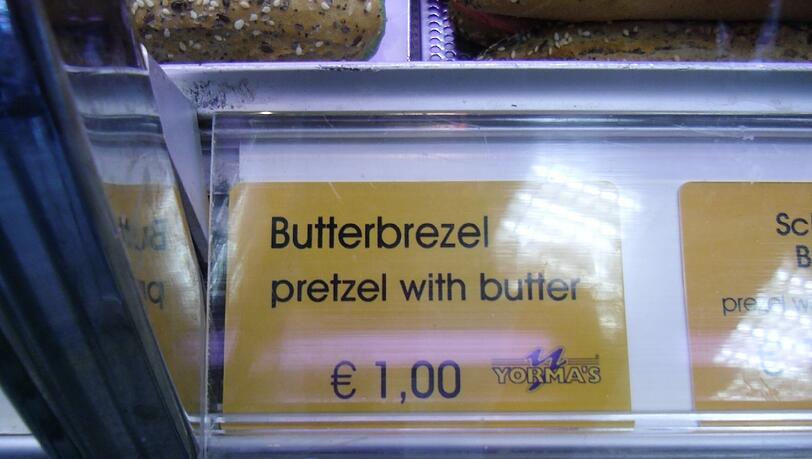 Butterbrezel
pretzel with butter
€ 1,00
YORMA'S